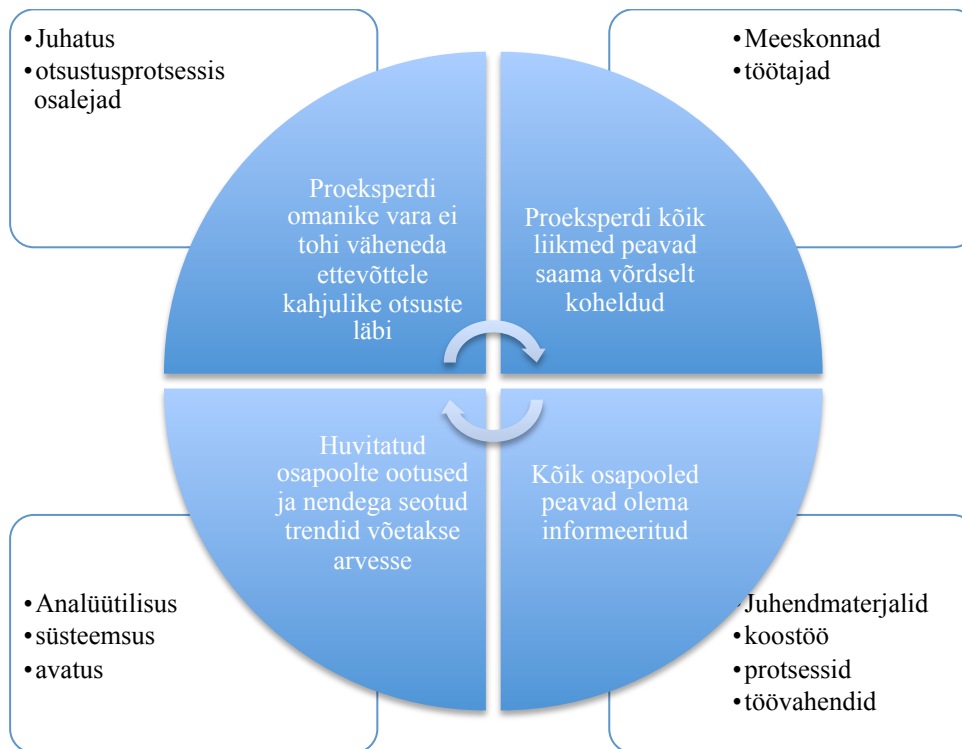 •Juhatus
•otsustusprotsessis
osalejad
•Meeskonnad
•töötajad
Proeksperdi
omanike vara ei
tohi väheneda
ettevõttele
kahjulike otsuste
läbi
Proeksperdi kõik
liikmed peavad
saama võrdselt
koheldud
Huvitatud
osapoolte ootused
ja nendega seotud
trendid võetakse
arvesse
Kõik osapooled
peavad olema
informeeritud
•Analüütilisus
•süsteemsus
•avatus
•Juhendmaterjalid
•koostöö
•protsessid
•töövahendid